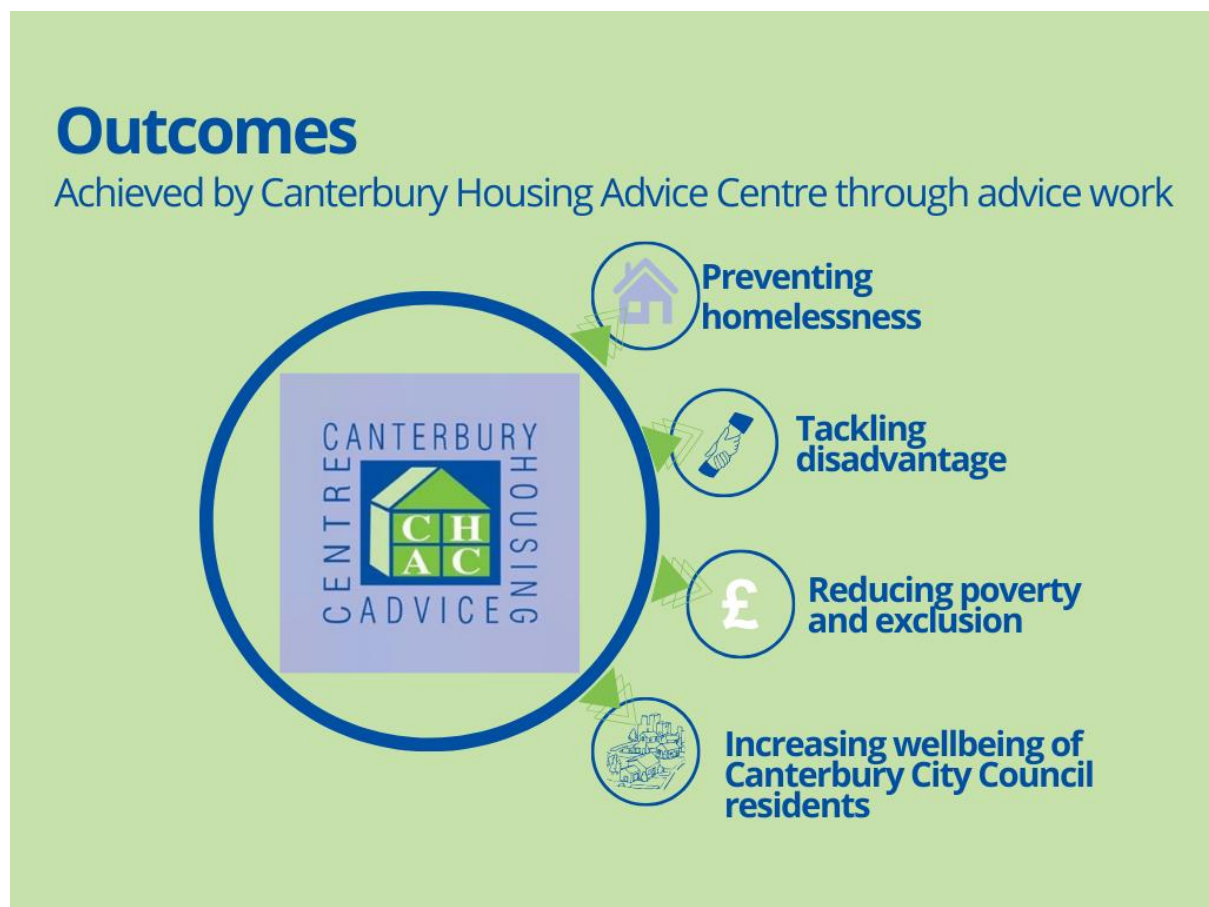 Outcomes
Achieved by Canterbury Housing Advice Centre through advice work
CANTERBURY
HOUSING
ADVICE
CENTRE
C H
A C
Preventing
homelessness
Tackling
disadvantage
£
Reducing poverty
and exclusion
Increasing wellbeing of
Canterbury City Council
residents